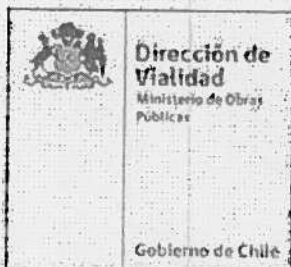 Dirección de
Vialidad
Ministerio de Obras
Públicas
Gobierno de Chile